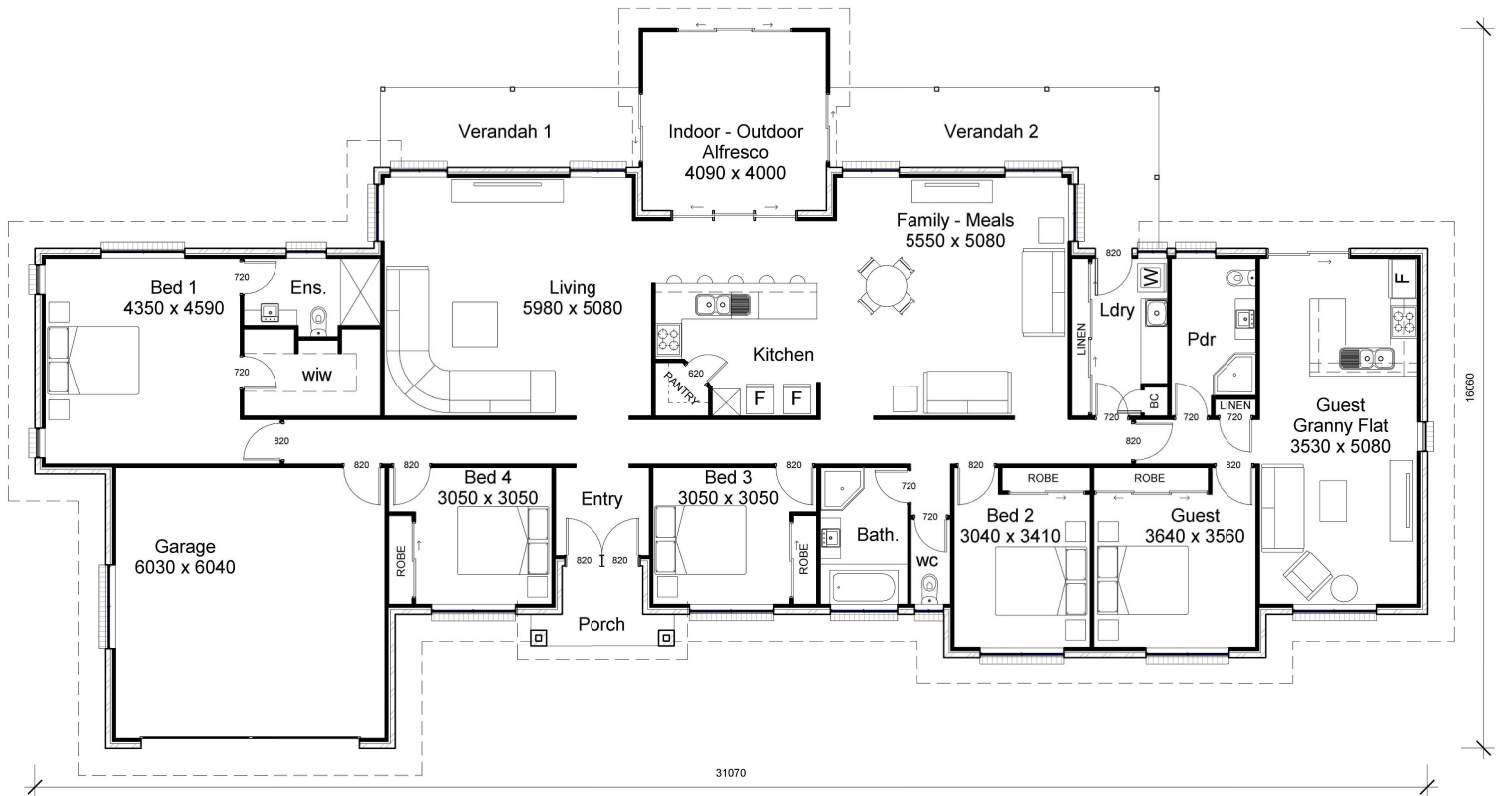 Verandah 1
Indoor - Outdoor
Alfresco
4090 x 4000
Verandah 2
Family - Meals
5550 x 5080
Bed 1
4350 x 4590
720
Ens.
720
wiw
Living
5980 x 5080
Kitchen
620
PANTRY
F
F
820
W
Ldry
LINEN
720
BC
Pdr
720
LINEN
720
F
Guest
Granny Flat
3530 x 5080
16060
820
820
820
820
820
820
820
Bed 4
3050 x 3050
ROBE
Entry
820
820
Porch
Bed 3
3050 x 3050
ROBE
720
720
Bath.
WC
ROBE
Bed 2
3040 x 3410
ROBE
Guest
3640 x 3560
Garage
6030 x 6040
31070